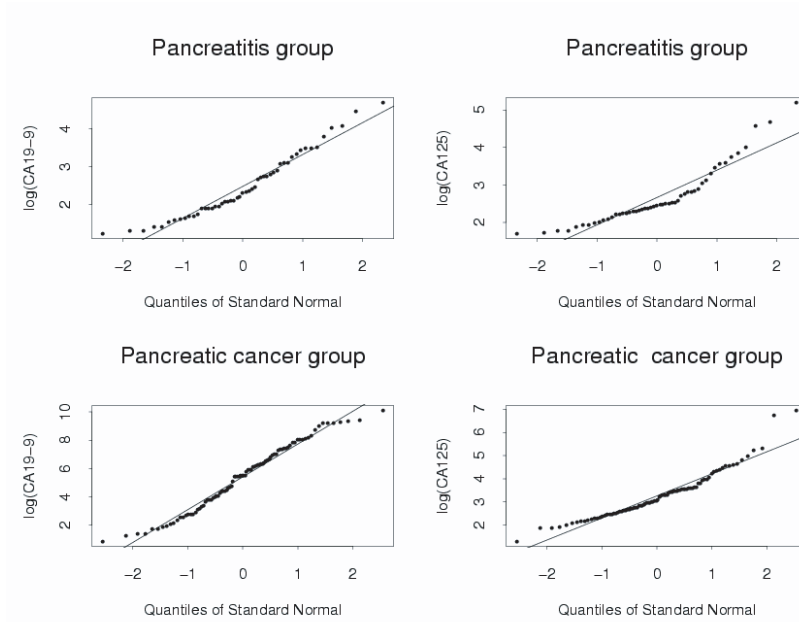 Pancreatitis group
log(CA19−9)
4
3
2
−2 −1 0 1 2
Quantiles of Standard Normal
Pancreatitis group
log(CA125)
5
4
3
2
−2 −1 0 1 2
Quantiles of Standard Normal
Pancreatic cancer group
log(CA19−9)
10
8
6
4
2
−2 −1 0 1 2
Quantiles of Standard Normal
Pancreatic cancer group
log(CA125)
7
6
5
4
3
2
−2 −1 0 1 2
Quantiles of Standard Normal